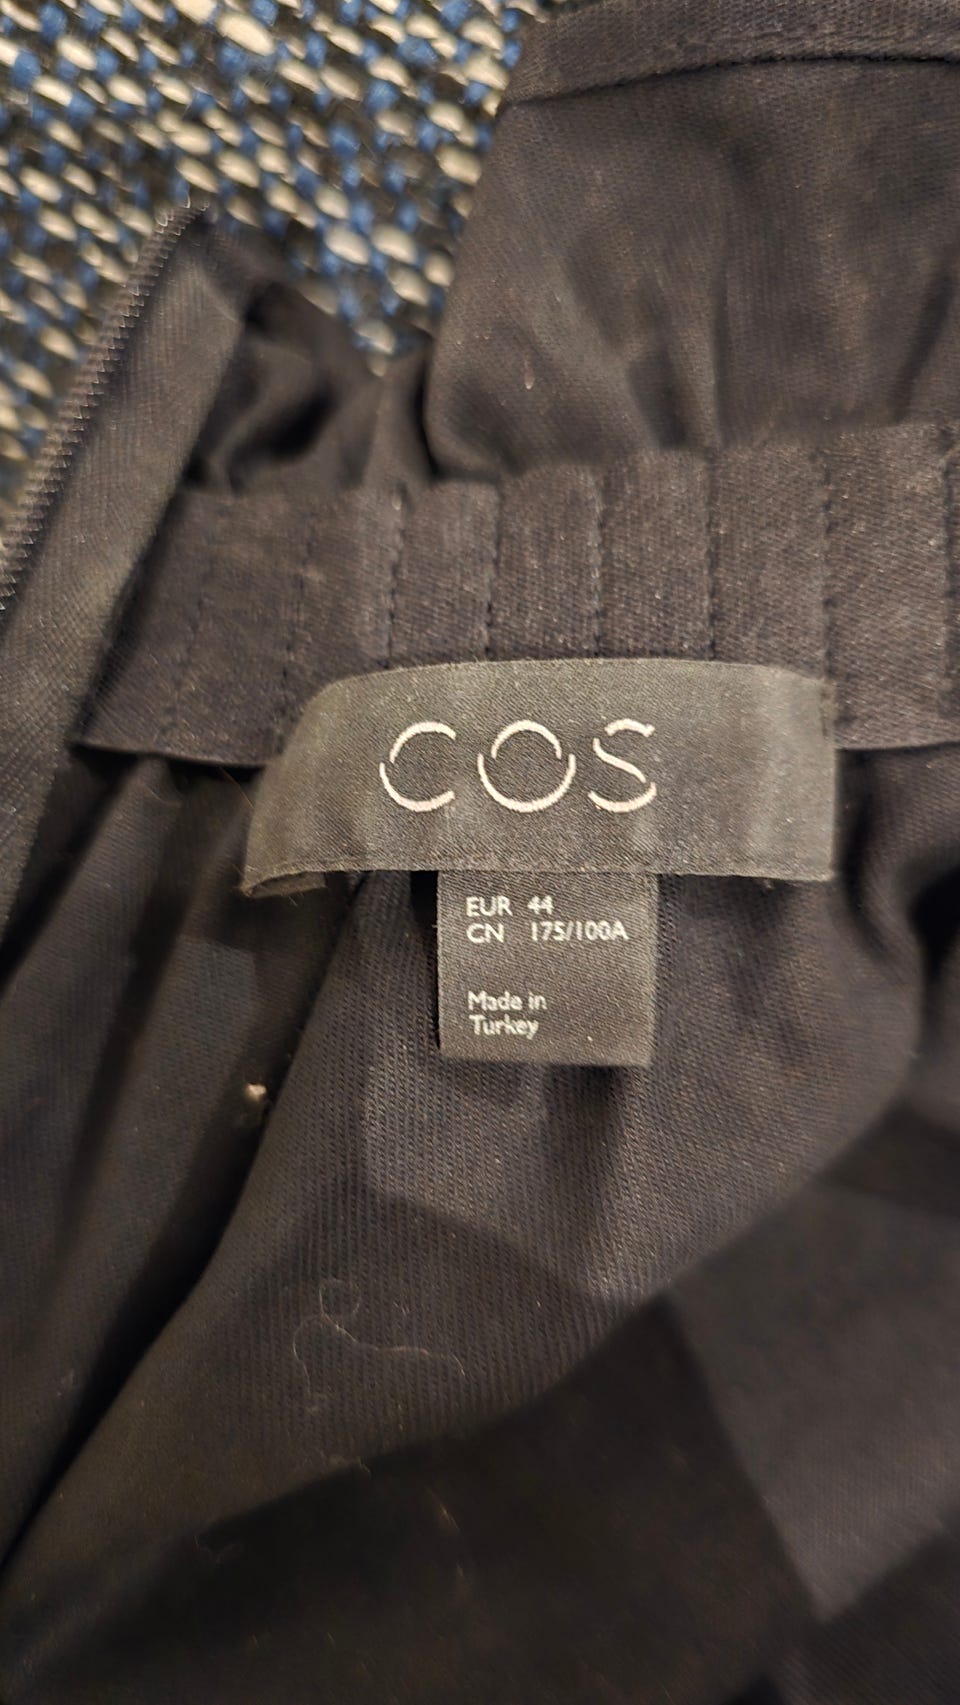 COS
EUR 44
CN 175/100A
Made in
Turkey